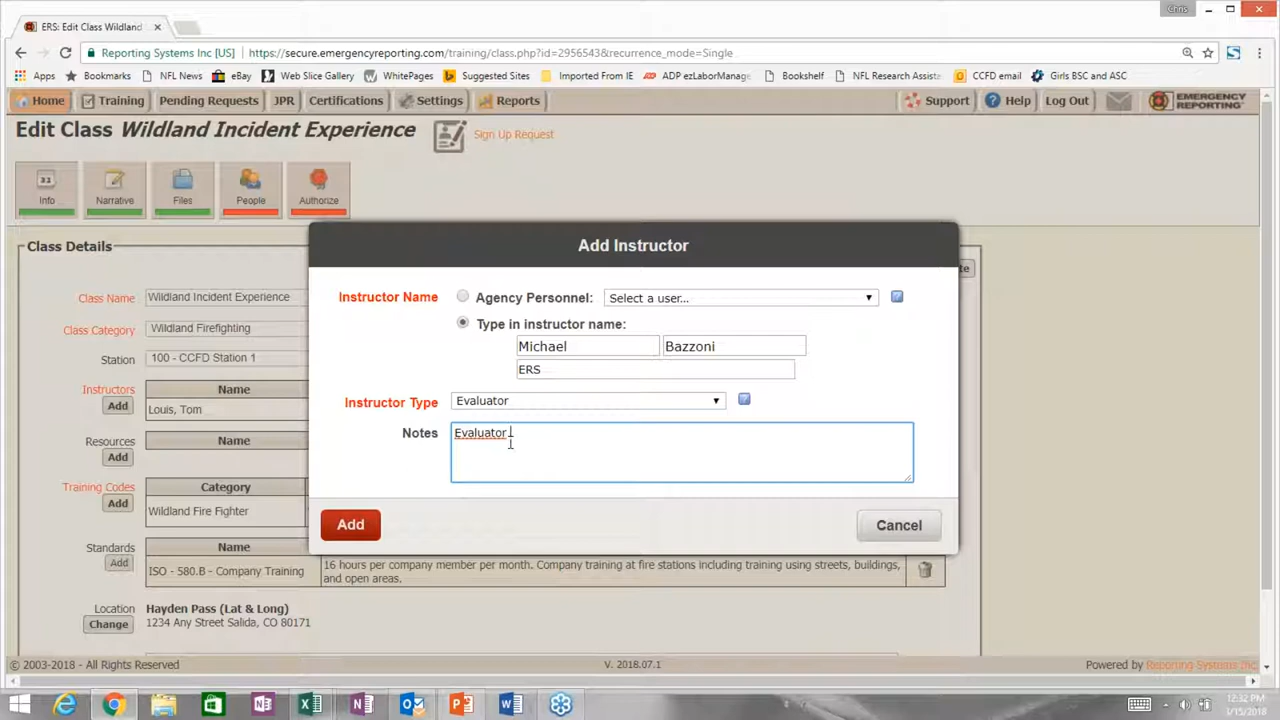 Chris
ERS: Edit Class Wildland
Reporting Systems Inc [US] https://secure.emergencyreporting.com/training/class.php?id=2956543&recurrence_mode=Single
Apps Bookmarks NFL News eBay Web Slice Gallery WhitePages Suggested Sites Imported From IE ADP ezLaborManage Bookshelf NFL Research Assista CCFD email Girls BSC and ASC
Home Training Pending Requests JPR Certifications Settings Reports Support Help Log Out EMERGENCY REPORTING
Edit Class Wildland Incident Experience Sign Up Request
Info Narrative Files People Authorize
Class Details
Add Instructor
te
Class Name Wildland Incident Experience
Class Category Wildland Firefighting
Station 100 - CCFD Station 1
Instructors Name
Add Louis, Tom
Resources Name
Add
Training Codes Category
Add Wildland Fire Fighter
Standards Name
Add ISO - 580.B - Company Training 16 hours per company member per month. Company training at fire stations including training using streets, buildings, and open areas.
Location Hayden Pass (Lat & Long)
Change 1234 Any Street Salida, CO 80171
Instructor Name Agency Personnel: Select a user...
Type in instructor name:
Michael Bazzoni
ERS
Instructor Type Evaluator
Notes Evaluator
Add Cancel
© 2003-2018 - All Rights Reserved V. 2018.07.1 Powered by Reporting Systems Inc
12:32 PM
1/15/2018